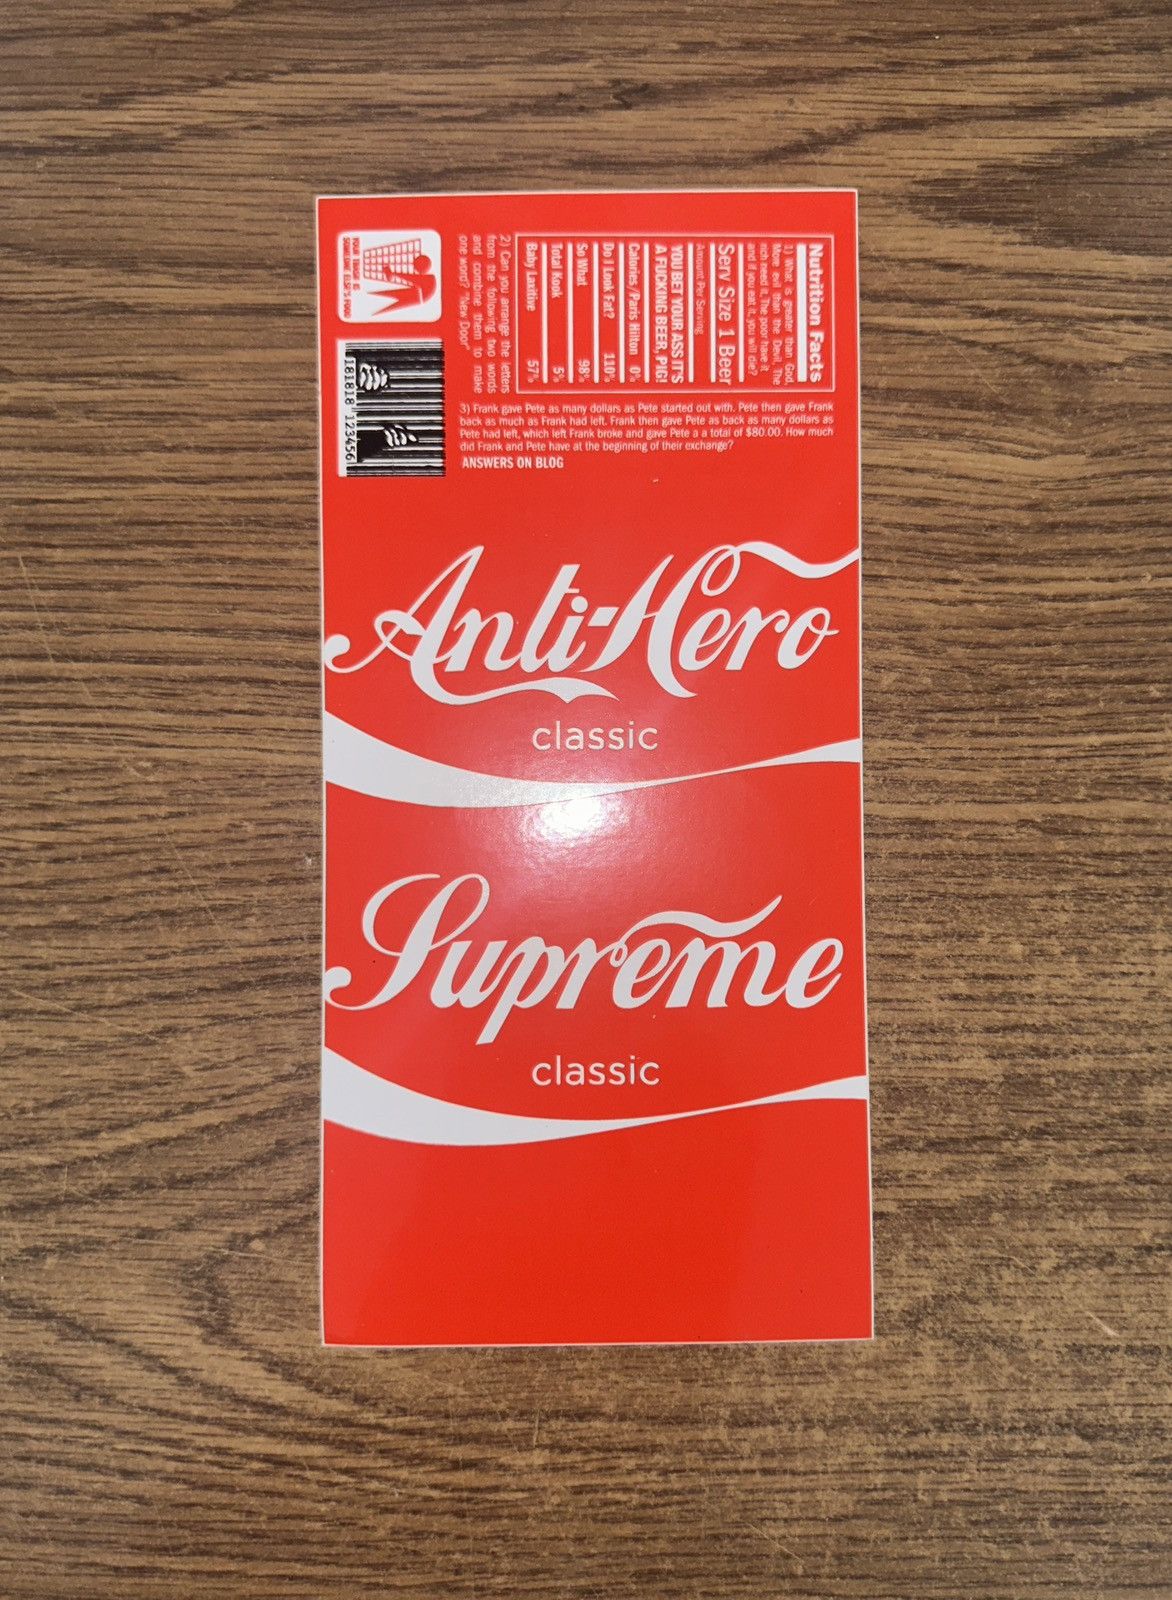 Nutrition Facts
1) What is greater than God,
More evil than the Devil, The
rich need it, The poor have it
and if you eat it, you will die?
Serv Size 1 Beer
Amount Per Serving
YOU BET YOUR ASS IT'S
A FUCKING BEER, PIG!
Calories/Paris Hilton 0%
Do I Look Fat? 110%
So What 98%
Total Kook 5%
Baby Laxitive 57%
2) Can you arrange the letters
from the following two words
and combine them to make
one word? "New Door"
181818 123456
3) Frank gave Pete as many dollars as Pete started out with. Pete then gave Frank
back as much as Frank had left. Frank then gave Pete as back as many dollars as
Pete had left, which left Frank broke and gave Pete a a total of $80.00. How much
did Frank and Pete have at the beginning of their exchange?
ANSWERS ON BLOG
Anti-Hero
classic
Supreme
classic